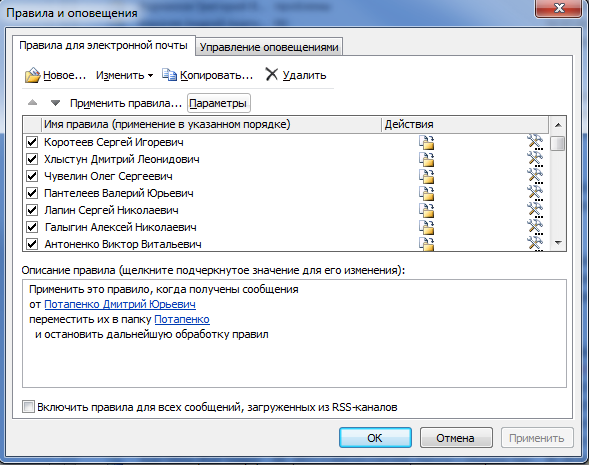 Правила и оповещения
Правила для электронной почты
Управление оповещениями
Новое... Изменить Копировать... Удалить
Применить правила... Параметры
Имя правила (применение в указанном порядке) Действия
Коротеев Сергей Игоревич
Хлыстун Дмитрий Леонидович
Чувелин Олег Сергеевич
Пантелеев Валерий Юрьевич
Лапин Сергей Николаевич
Галыгин Алексей Николаевич
Антоненко Виктор Витальевич
Описание правила (щелкните подчеркнутое значение для его изменения):
Применить это правило, когда получены сообщения
от Потапенко Дмитрий Юрьевич
переместить их в папку Потапенко
и остановить дальнейшую обработку правил
Включить правила для всех сообщений, загруженных из RSS-каналов
ОК Отмена Применить